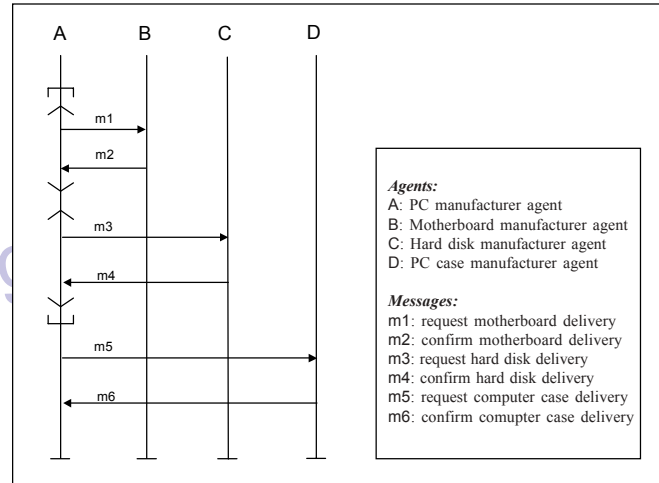 A B C D
m1
m2
m3
m4
m5
m6
Agents:
A: PC manufacturer agent
B: Motherboard manufacturer agent
C: Hard disk manufacturer agent
D: PC case manufacturer agent
Messages:
m1: request motherboard delivery
m2: confirm motherboard delivery
m3: request hard disk delivery
m4: confirm hard disk delivery
m5: request computer case delivery
m6: confirm comupter case delivery